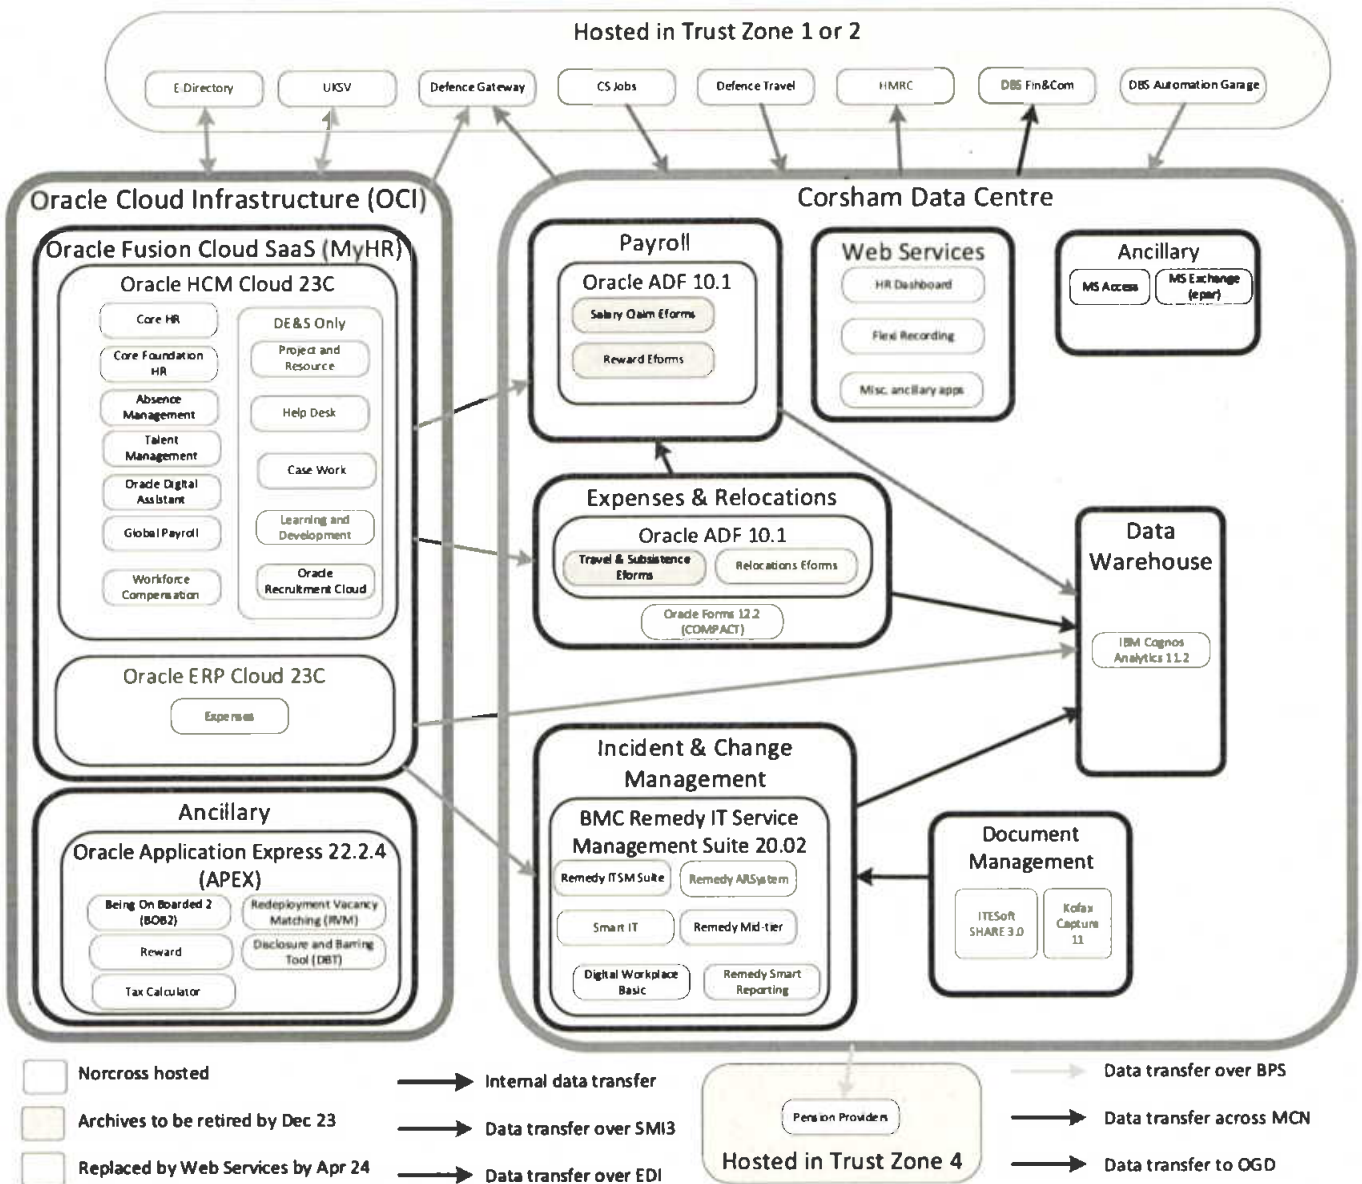 Hosted in Trust Zone 1 or 2
E-Directory
UKSV
Defence Gateway
CS Jobs
Defence Travel
HMRC
DBS Fin&Com
DBS Automation Garage
Oracle Cloud Infrastructure (OCI)
Oracle Fusion Cloud SaaS (MyHR)
Oracle HCM Cloud 23C
Core HR
Core Foundation
HR
Absence
Management
Talent
Management
Oracle Digital
Assistant
Global Payroll
Workforce
Compensation
DE&S Only
Project and
Resource
Help Desk
Case Work
Learning and
Development
Oracle
Recruitment Cloud
Oracle ERP Cloud 23C
Expenses
Ancillary
Oracle Application Express 22.2.4
(APEX)
Being On Boarded 2
(BOB2)
Redeployment Vacancy
Matching (RVM)
Reward
Disclosure and Barring
Tool (DBT)
Tax Calculator
Corsham Data Centre
Payroll
Oracle ADF 10.1
Salary Claim Eforms
Reward Eforms
Web Services
HR Dashboard
Flexi Recording
Misc. ancillary apps
Ancillary
MS Access
MS Exchange
(epar)
Expenses & Relocations
Oracle ADF 10.1
Travel & Subsistence
Eforms
Relocations Eforms
Oracle Forms 12.2
(COMPACT)
Data
Warehouse
IBM Cognos
Analytics 11.2
Incident & Change
Management
BMC Remedy IT Service
Management Suite 20.02
Remedy ITSM Suite
Remedy ARSystem
Smart IT
Remedy Mid-tier
Digital Workplace
Basic
Remedy Smart
Reporting
Document
Management
ITESoft
SHARE 3.0
Kofax
Capture
11
Norcross hosted
Archives to be retired by Dec 23
Replaced by Web Services by Apr 24
Internal data transfer
Data transfer over SMI3
Data transfer over EDI
Pension Providers
Hosted in Trust Zone 4
Data transfer over BPS
Data transfer across MCN
Data transfer to OGD